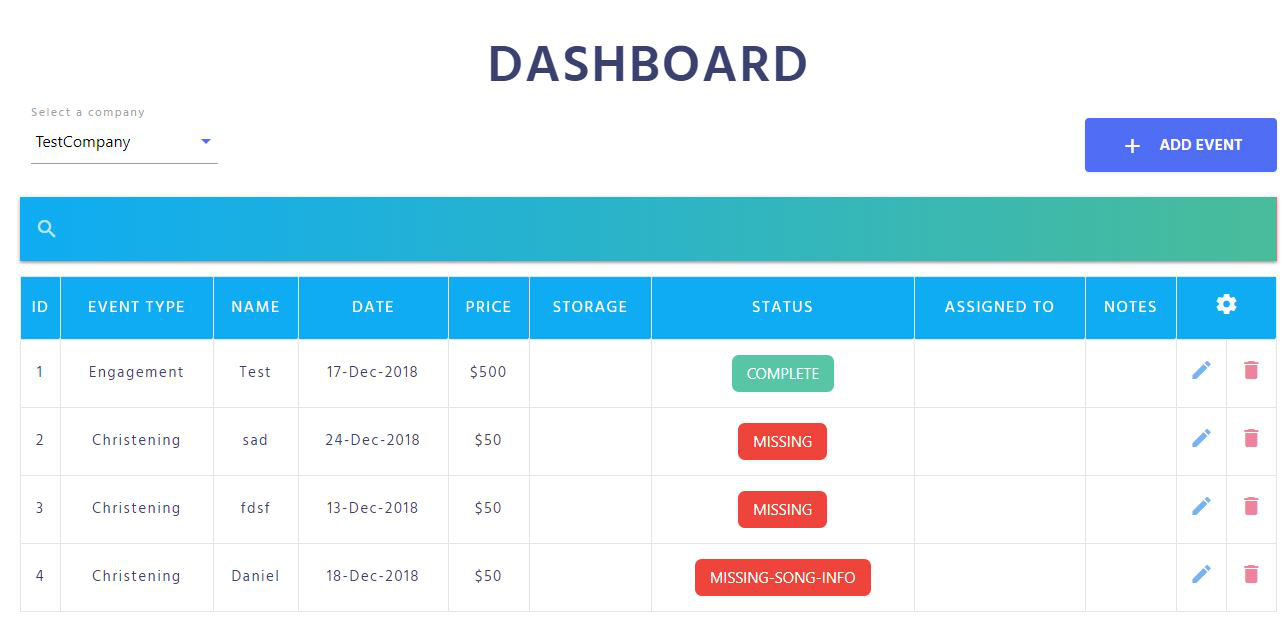 DASHBOARD
Select a company
TestCompany
+ ADD EVENT
ID EVENT TYPE NAME DATE PRICE STORAGE STATUS ASSIGNED TO NOTES
1 Engagement Test 17-Dec-2018 $500 COMPLETE
2 Christening sad 24-Dec-2018 $50 MISSING
3 Christening fdsf 13-Dec-2018 $50 MISSING
4 Christening Daniel 18-Dec-2018 $50 MISSING-SONG-INFO